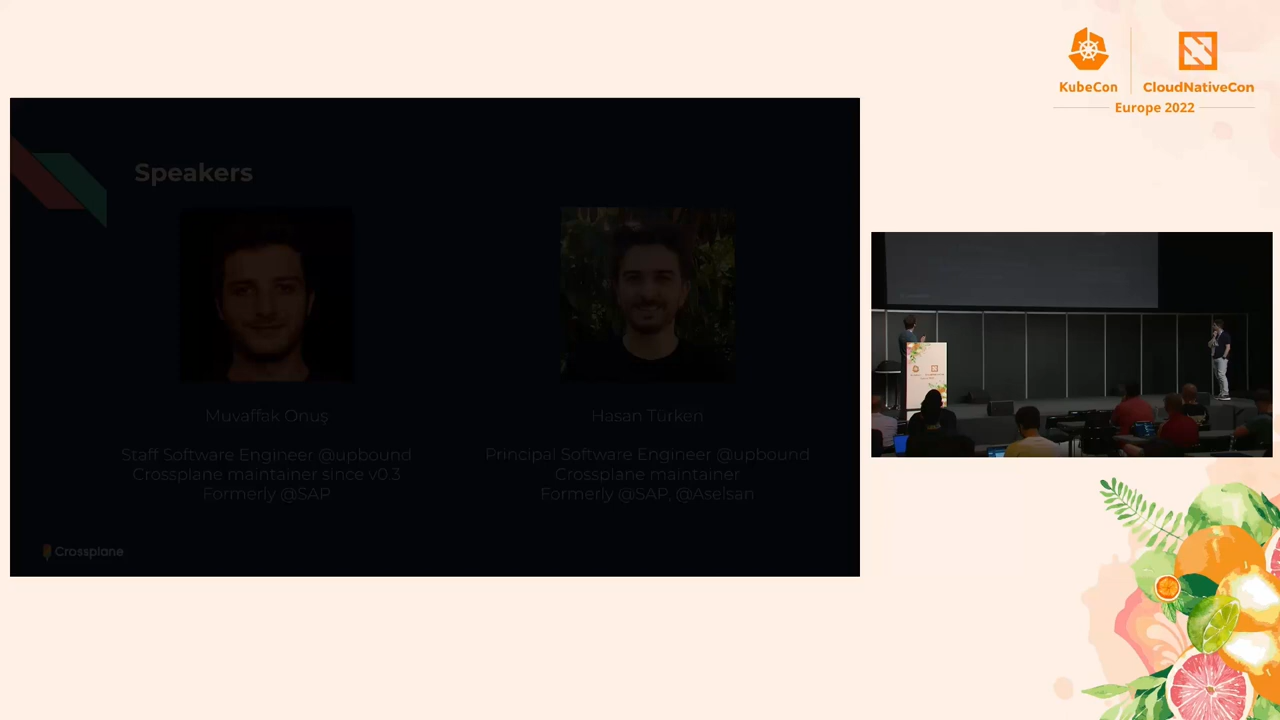 KubeCon
CloudNativeCon
Europe 2022
Speakers
Muvaffak Onuş
Hasan Türken
Staff Software Engineer @upbound
Crossplane maintainer since v0.3
Formerly @SAP
Principal Software Engineer @upbound
Crossplane maintainer
Formerly @SAP, @Aselsan
Crossplane